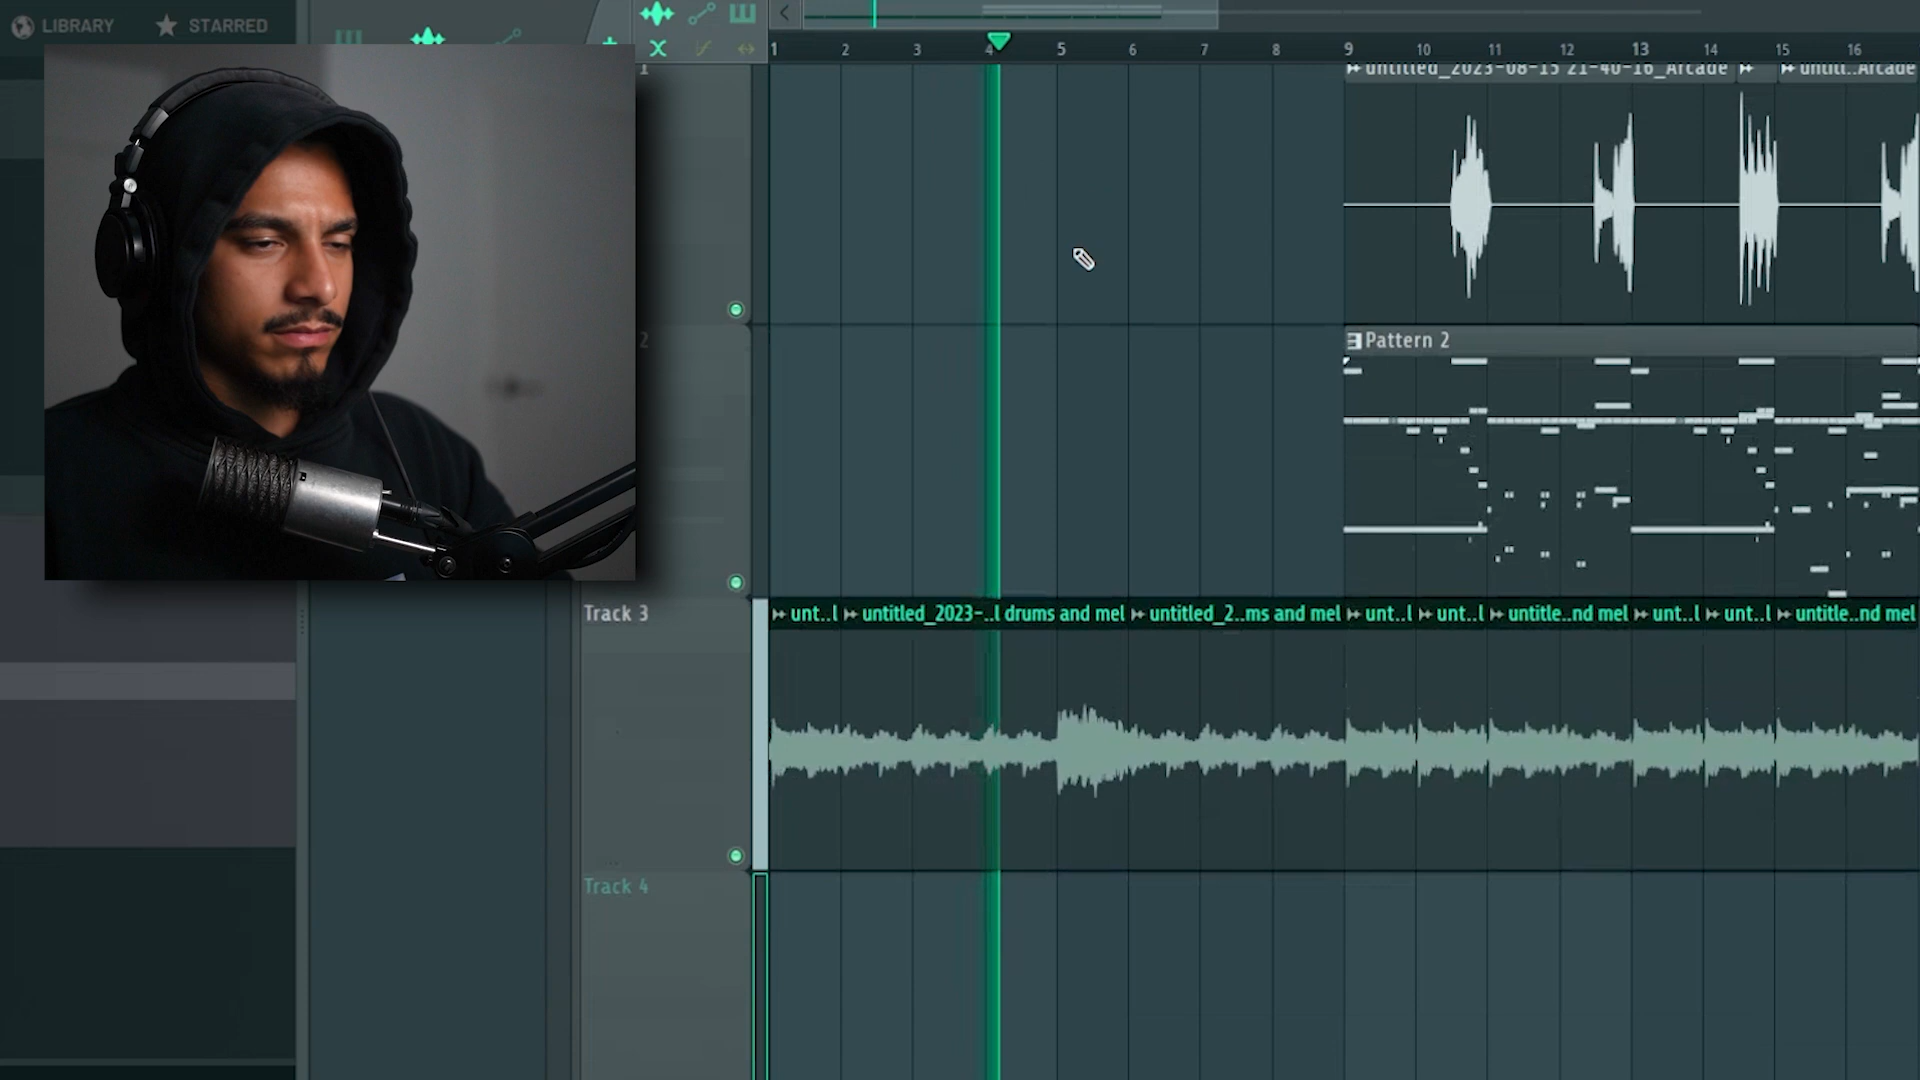 LIBRARY STARRED
1 2 3 4 5 6 7 8 9 10 11 12 13 14 15 16
untitled_2023-08-15 21-40-16_Arcade untitl..Arcade
1
2
Pattern 2
Track 3
unt..l untitled_2023-..l drums and mel untitled_2..ms and mel unt..l unt..l untitle..nd mel unt..l unt..l untitle..nd mel
Track 4